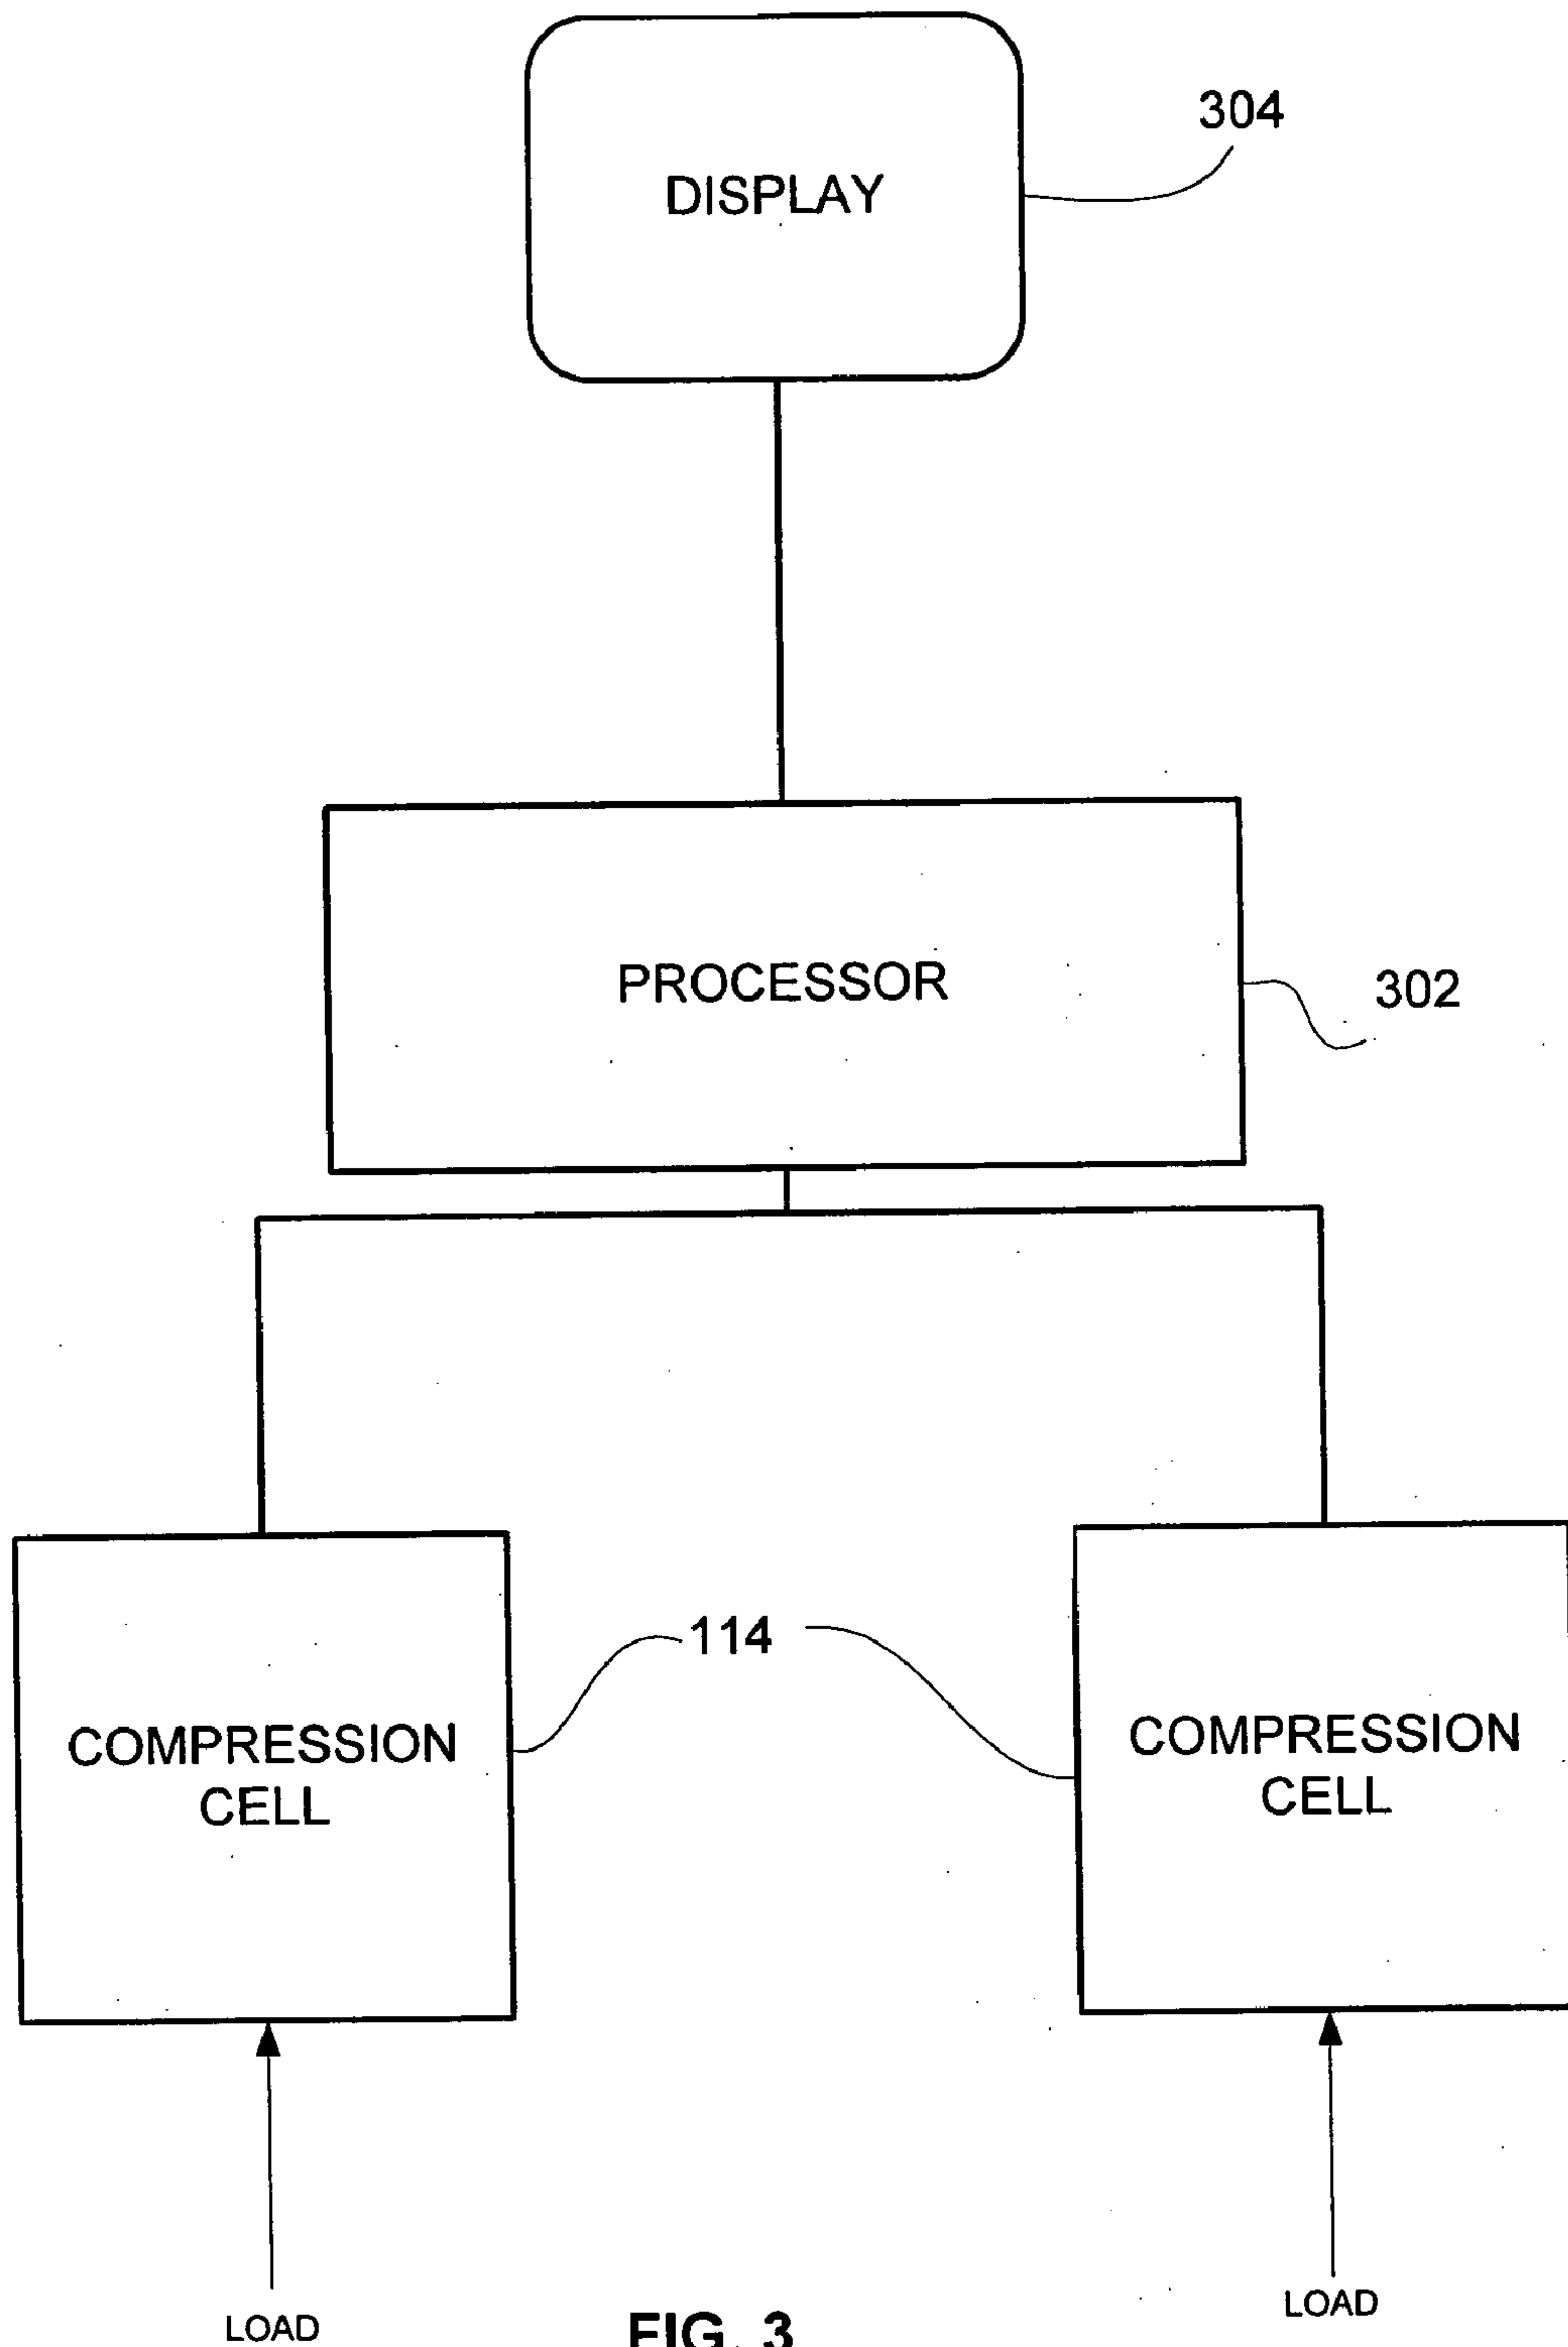 304
DISPLAY
PROCESSOR
302
114
COMPRESSION
CELL
COMPRESSION
CELL
LOAD
LOAD
FIG. 3